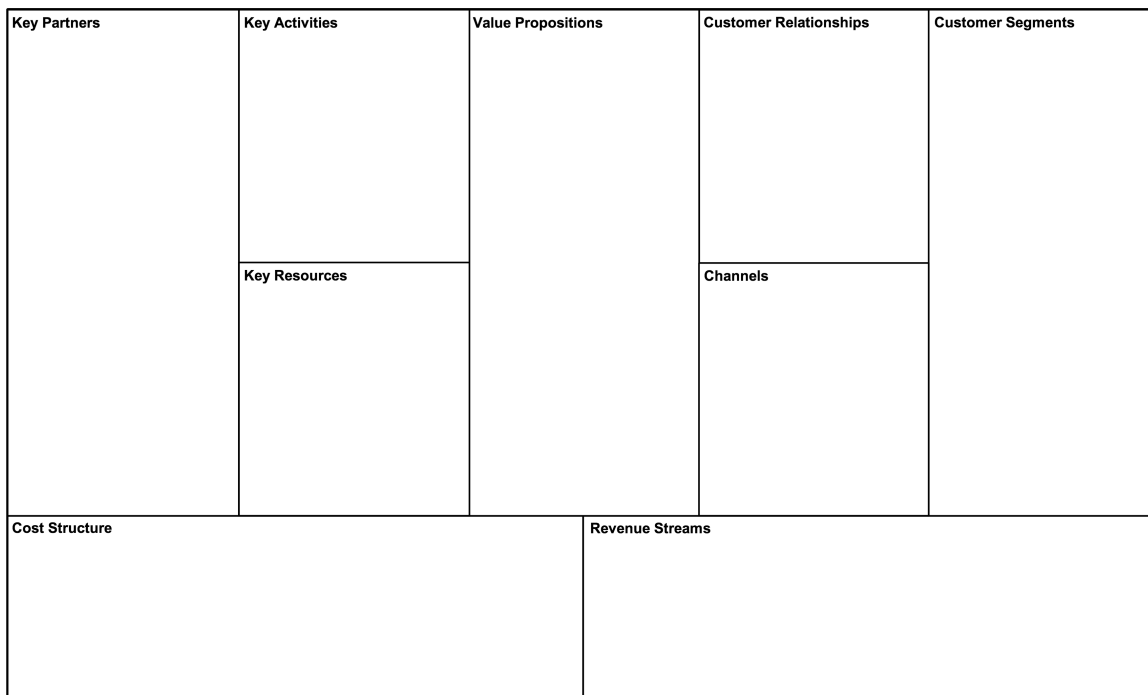 Key Partners
Key Activities
Value Propositions
Customer Relationships
Customer Segments
Key Resources
Channels
Cost Structure
Revenue Streams